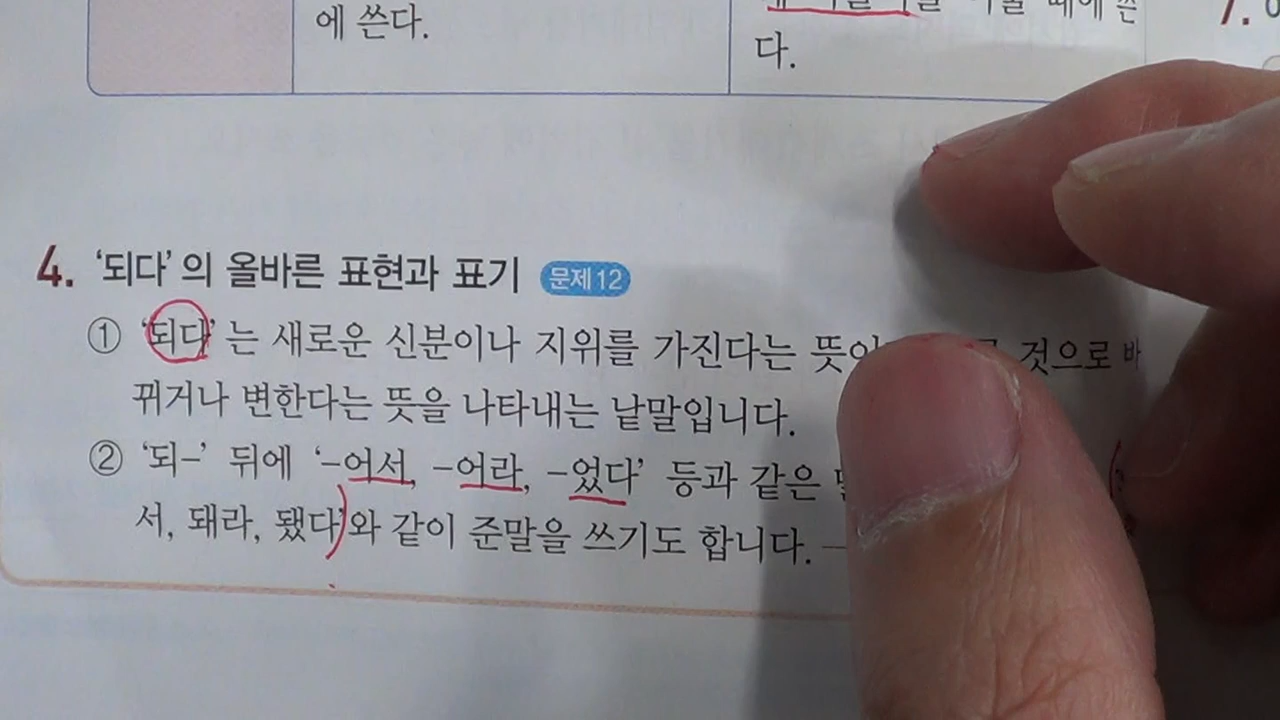 에 쓴다.
다.
4. '되다'의 올바른 표현과 표기 문제 12
① '되다'는 새로운 신분이나 지위를 가진다는 것으로 바
뀌거나 변한다는 뜻을 나타내는 낱말입니다.
② '되-' 뒤에 '-어서, -어라, -었다' 등과 같은
서, 돼라, 됐다'와 같이 준말을 쓰기도 합니다.